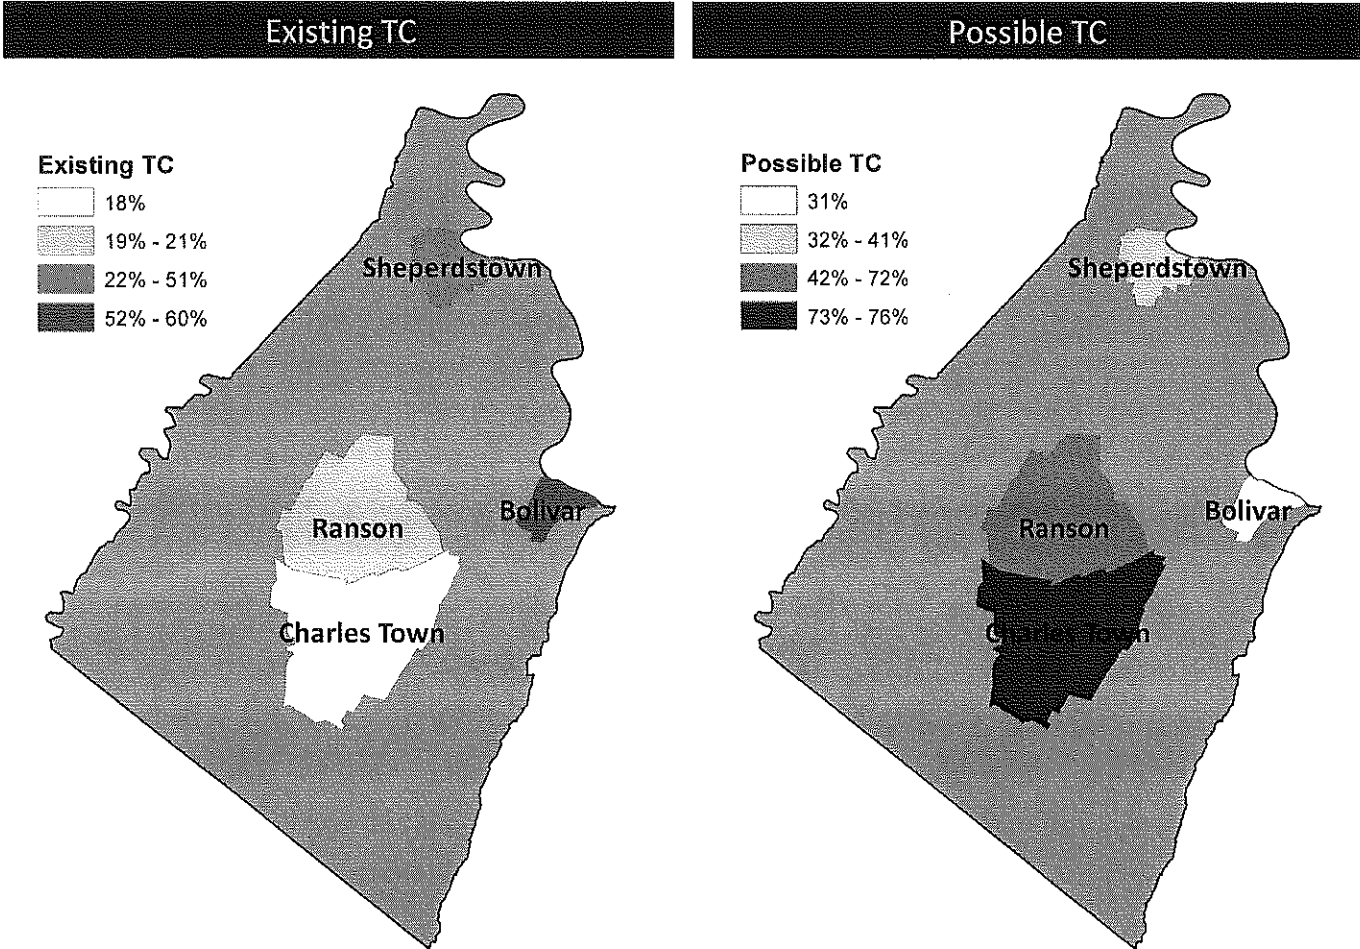 Existing TC
Existing TC
18%
19% - 21%
22% - 51%
52% - 60%
Sheperdstown
Ranson
Bolivar
Charles Town
Possible TC
Possible TC
31%
32% - 41%
42% - 72%
73% - 76%
Sheperdstown
Ranson
Bolivar
Charles Town